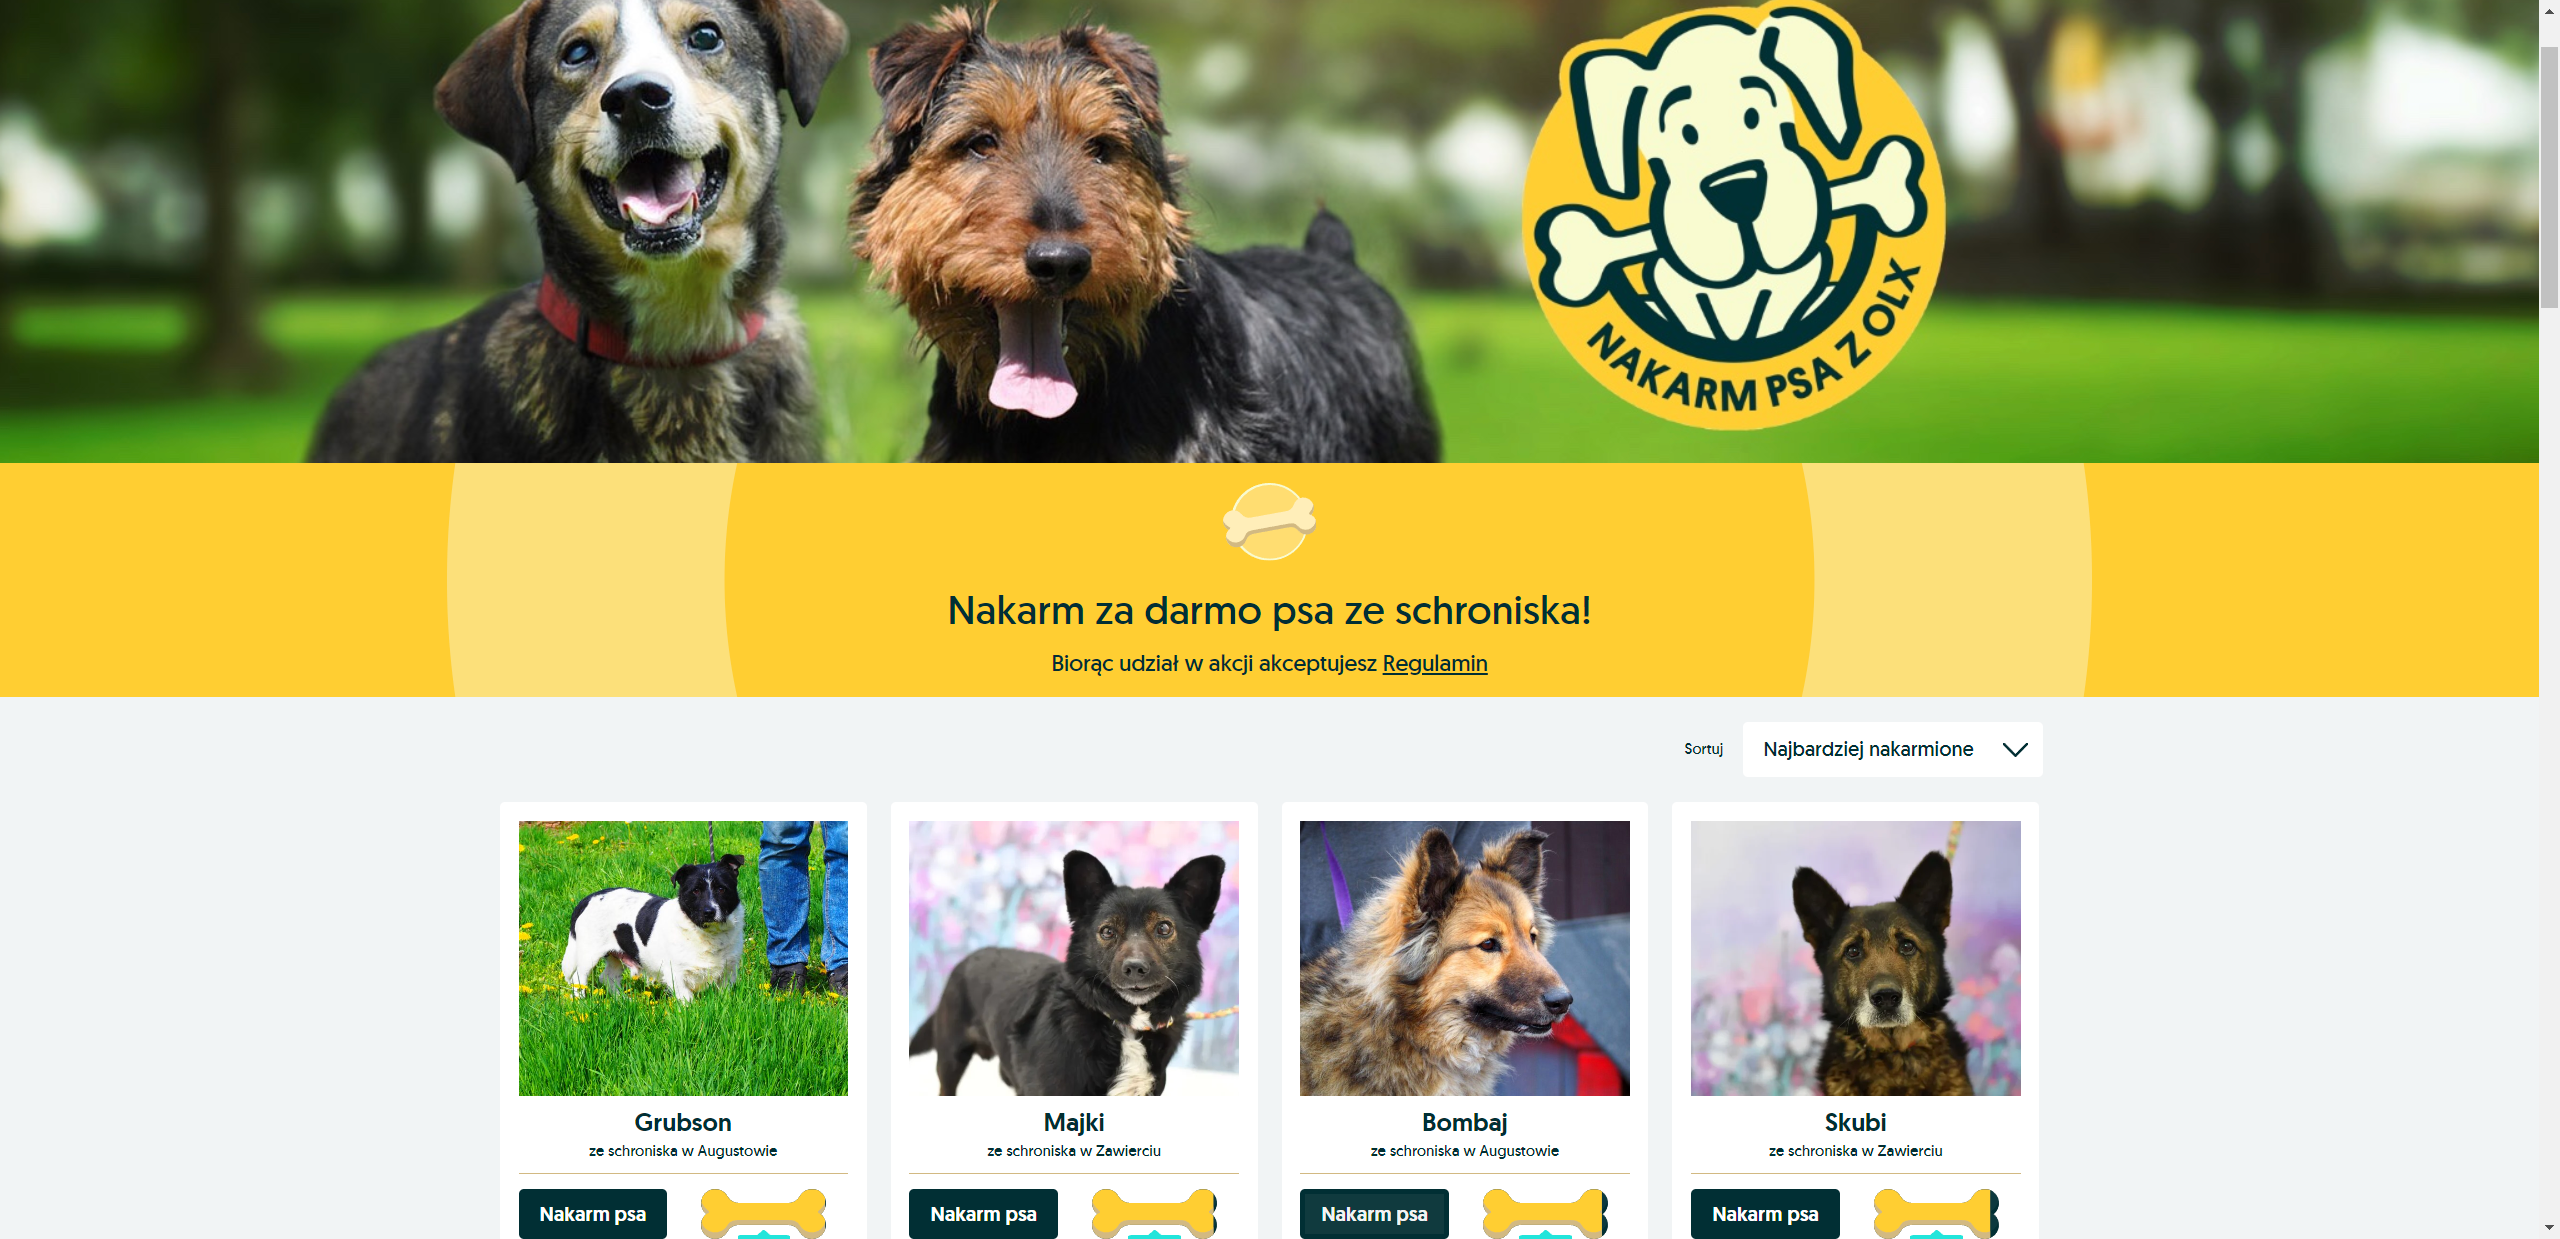 NAKARM PSA Z OLX
Nakarm za darmo psa ze schroniska!
Biorąc udział w akcji akceptujesz Regulamin
Sortuj Najbardziej nakarmione
Grubson
ze schroniska w Augustowie
Nakarm psa
Majki
ze schroniska w Zawierciu
Nakarm psa
Bombaj
ze schroniska w Augustowie
Nakarm psa
Skubi
ze schroniska w Zawierciu
Nakarm psa